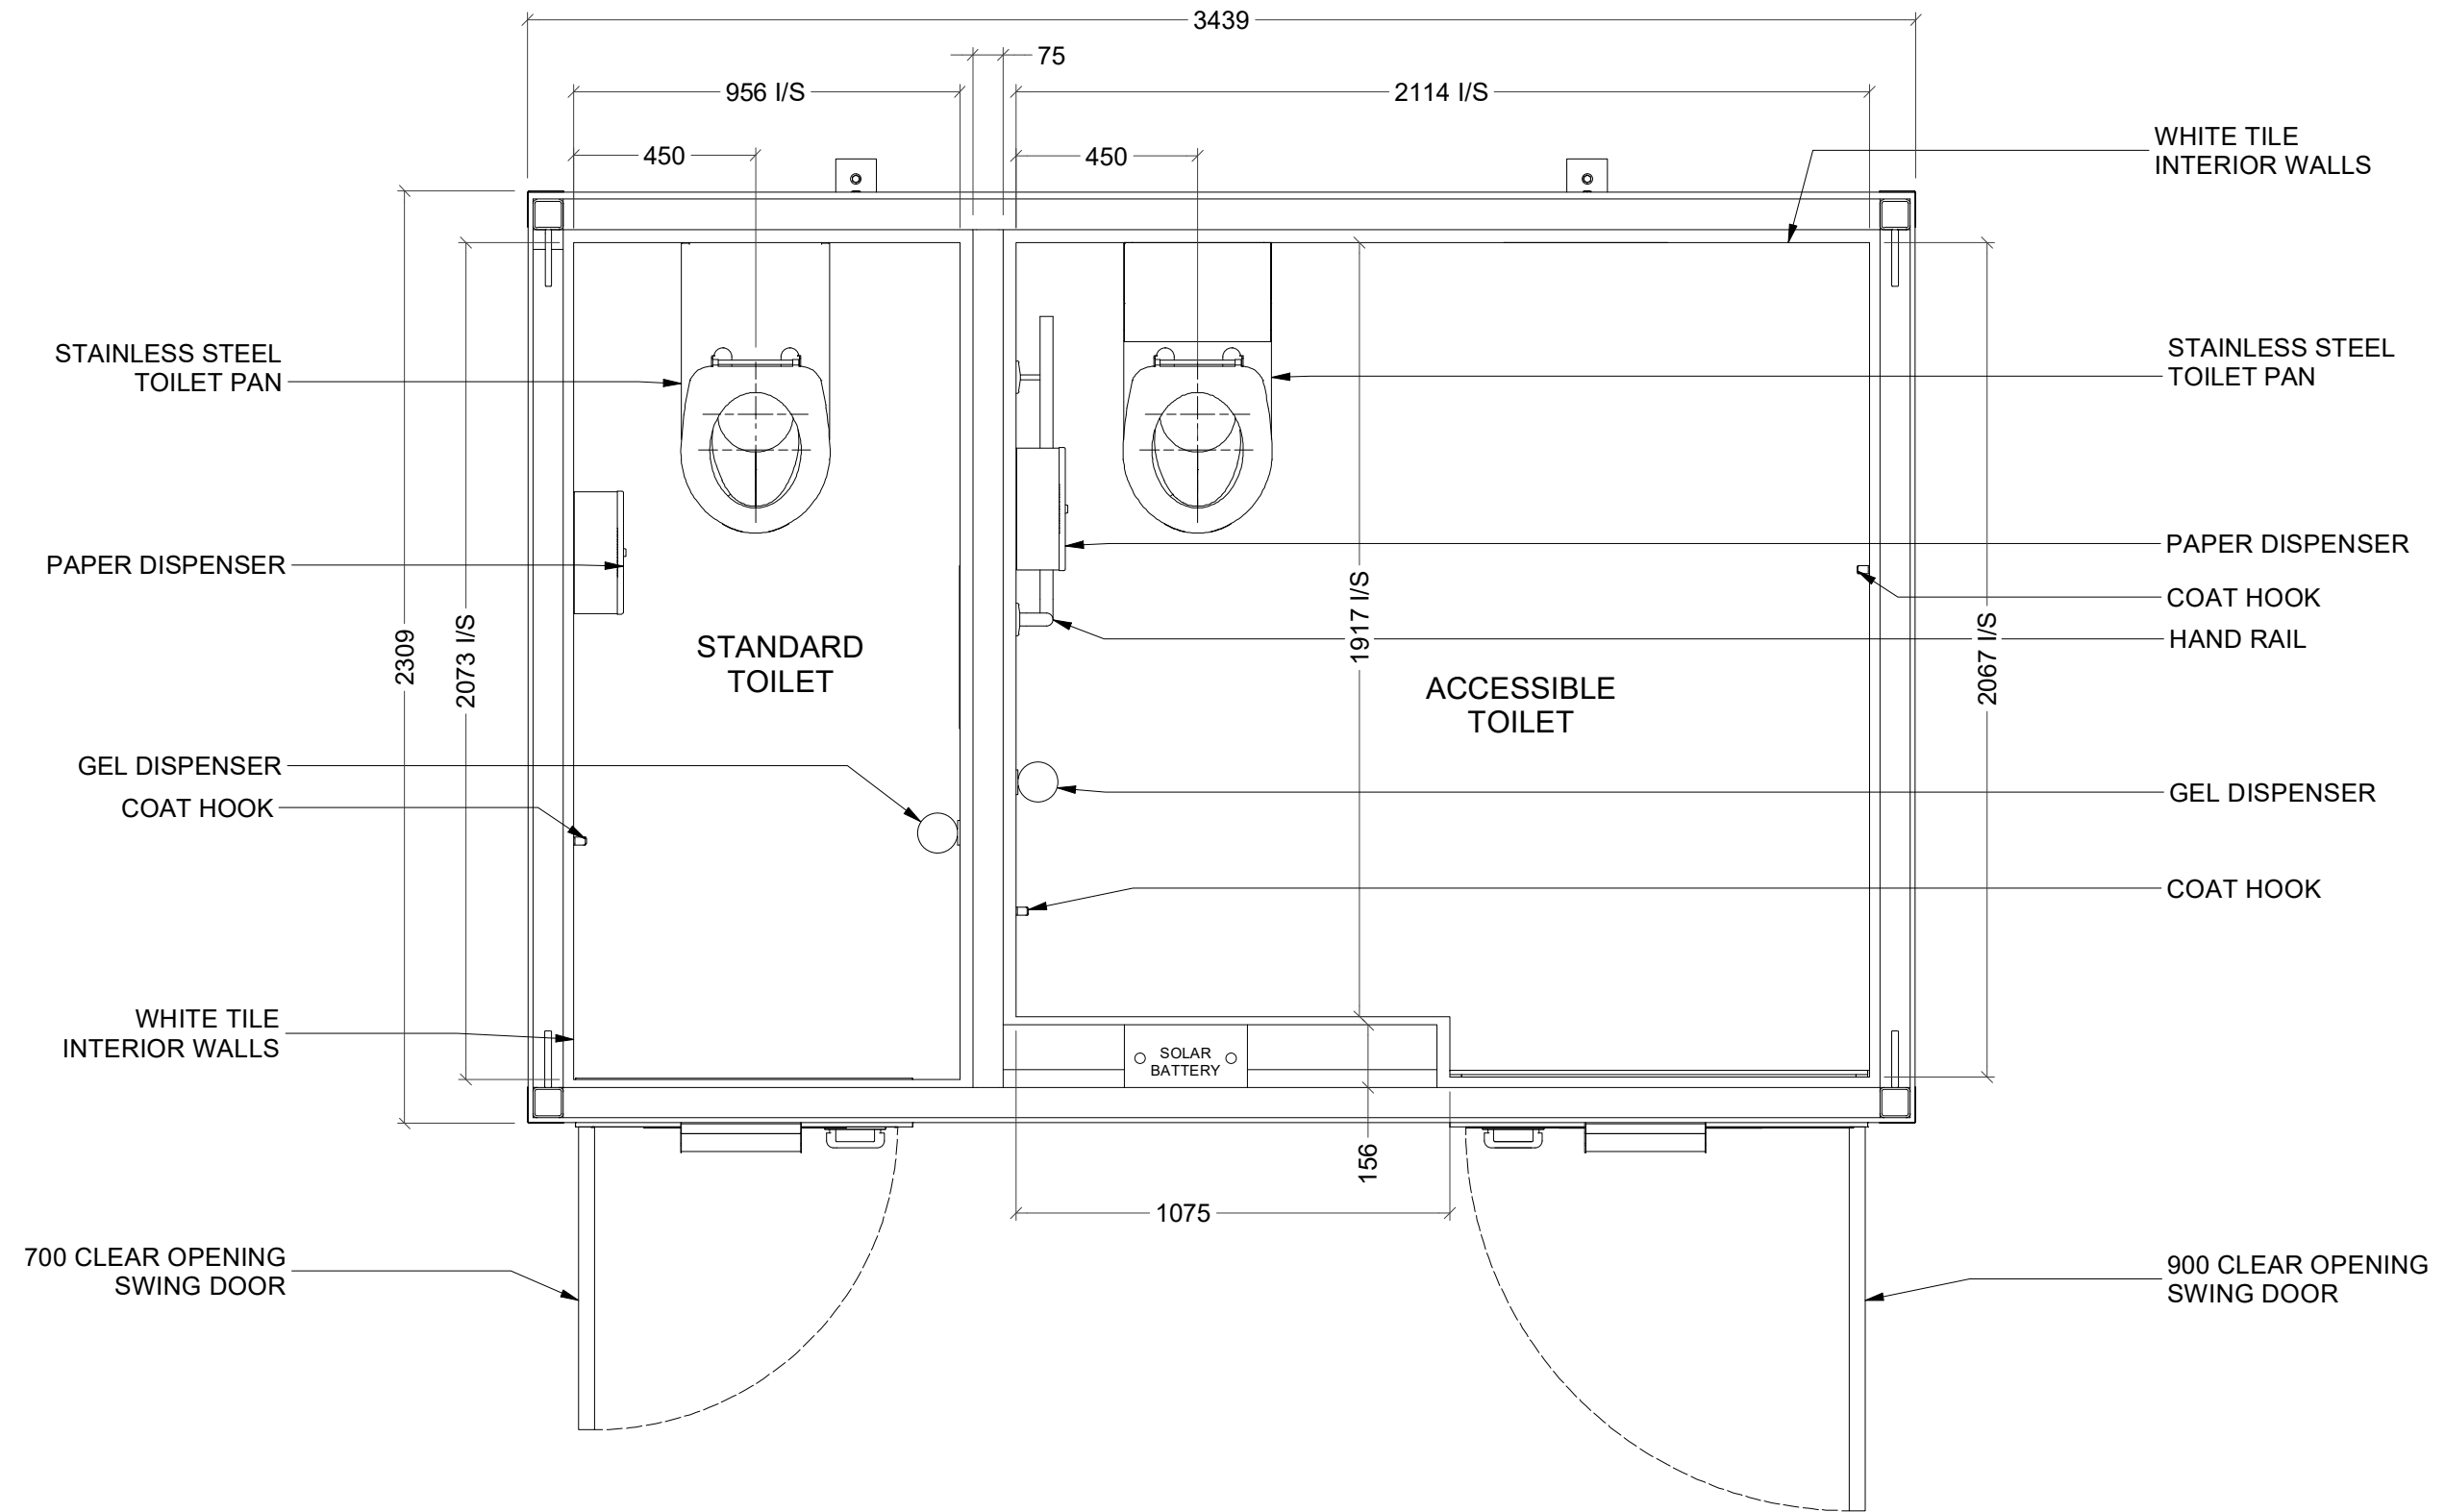 3439
75
956 I/S
2114 I/S
450
450
WHITE TILE
INTERIOR WALLS
STAINLESS STEEL
TOILET PAN
STAINLESS STEEL
TOILET PAN
PAPER DISPENSER
PAPER DISPENSER
COAT HOOK
HAND RAIL
2309
2073 I/S
STANDARD
TOILET
1917 I/S
ACCESSIBLE
TOILET
2067 I/S
GEL DISPENSER
COAT HOOK
GEL DISPENSER
COAT HOOK
WHITE TILE
INTERIOR WALLS
SOLAR
BATTERY
156
1075
700 CLEAR OPENING
SWING DOOR
900 CLEAR OPENING
SWING DOOR